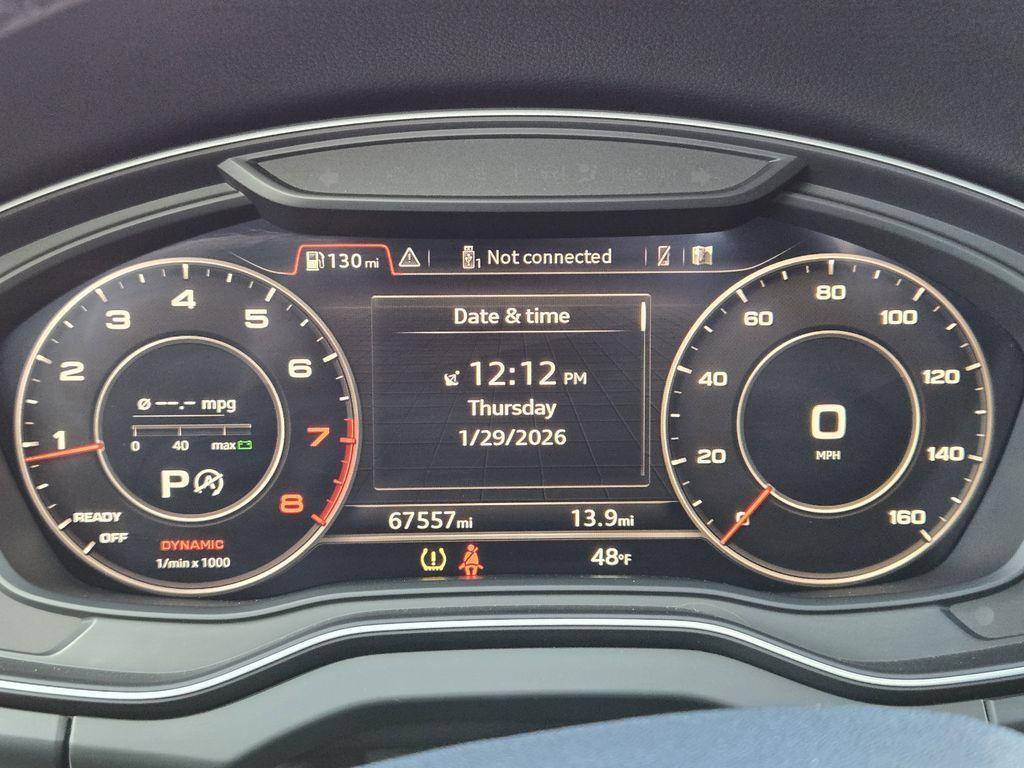 130 mi
1 Not connected
Date & time
12:12 PM
Thursday
1/29/2026
67557mi
13.9mi
48°F
1
2
3
4
5
6
7
8
Ø --.- mpg
0 40 max
P A
READY
OFF
DYNAMIC
1/min x 1000
0
20
40
60
80
100
120
140
160
0
MPH